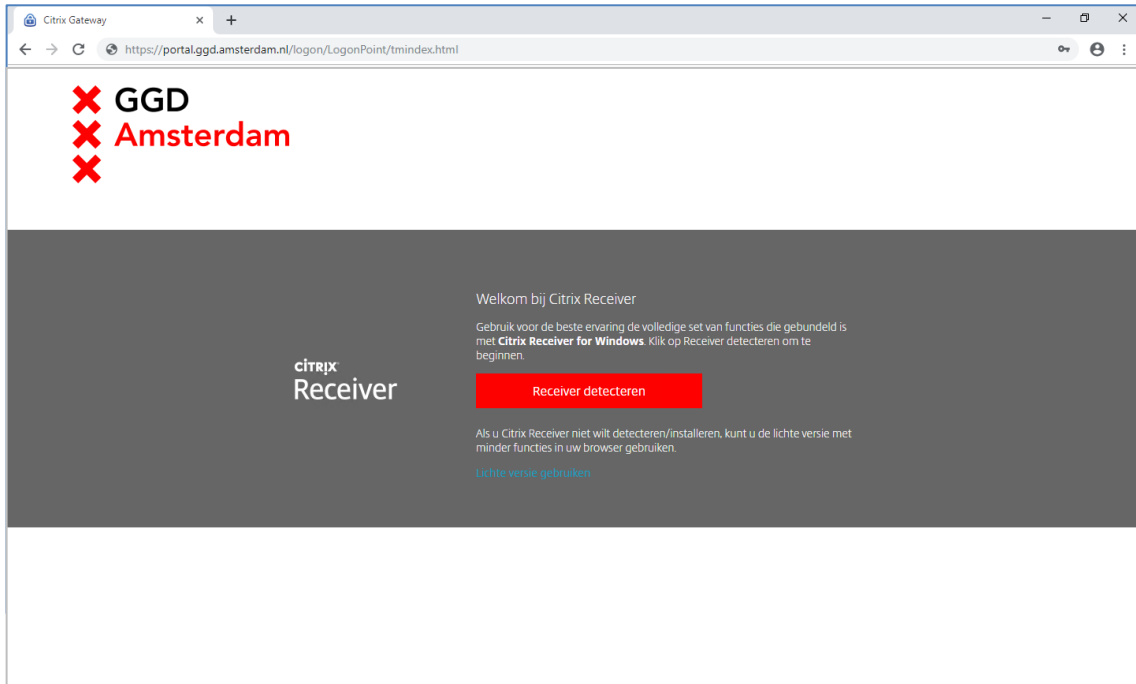 Citrix Gateway
https://portal.ggd.amsterdam.nl/logon/LogonPoint/tmindex.html
GGD
Amsterdam
Welkom bij Citrix Receiver
Gebruik voor de beste ervaring de volledige set van functies die gebundeld is
met Citrix Receiver for Windows. Klik op Receiver detecteren om te
beginnen.
CITRIX
Receiver
Receiver detecteren
Als u Citrix Receiver niet wilt detecteren/installeren, kunt u de lichte versie met
minder functies in uw browser gebruiken.
Lichte versie gebruiken